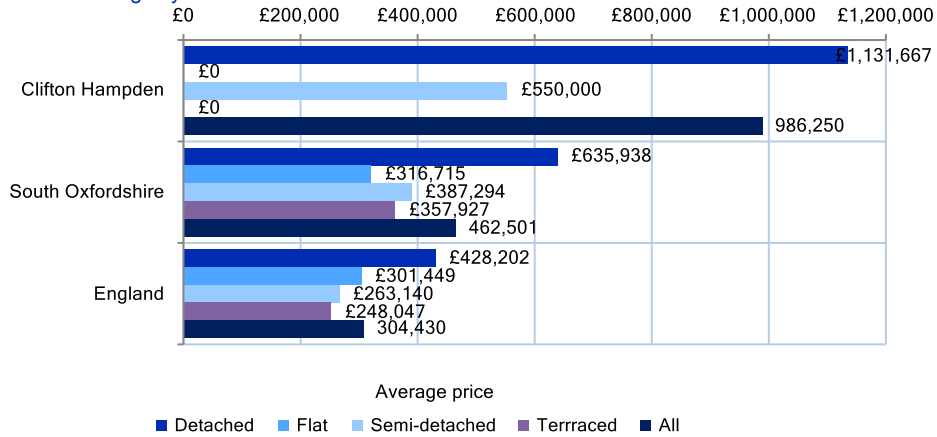 £0 £200,000 £400,000 £600,000 £800,000 £1,000,000 £1,200,000
£1,131,667
£0
Clifton Hampden
£550,000
£0
986,250
£635,938
£316,715
South Oxfordshire
£387,294
£357,927
462,501
£428,202
£301,449
England
£263,140
£248,047
304,430
Average price
Detached Flat Semi-detached Terrraced All